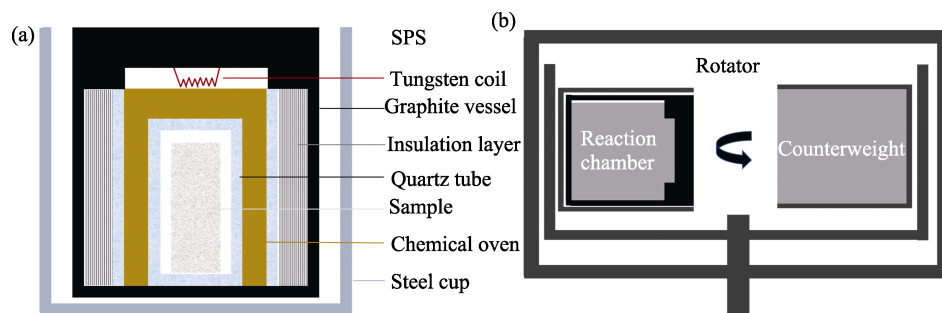 (a)
SPS
Tungsten coil
Graphite vessel
Insulation layer
Quartz tube
Sample
Chemical oven
Steel cup
(b)
Rotator
Reaction
chamber
Counterweight